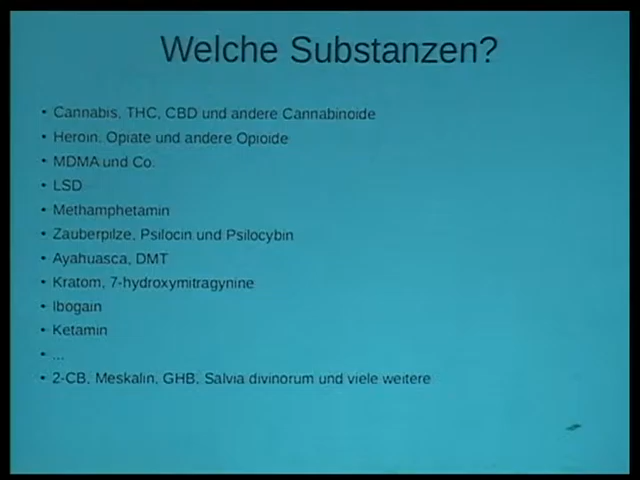 Welche Substanzen?
• Cannabis, THC, CBD und andere Cannabinoide
• Heroin, Opiate und andere Opioide
• MDMA und Co.
• LSD
• Methamphetamin
• Zauberpilze, Psilocin und Psilocybin
• Ayahuasca, DMT
• Kratom, 7-hydroxymitragynine
• Ibogain
• Ketamin
• ...
• 2-CB, Meskalin, GHB, Salvia divinorum und viele weitere